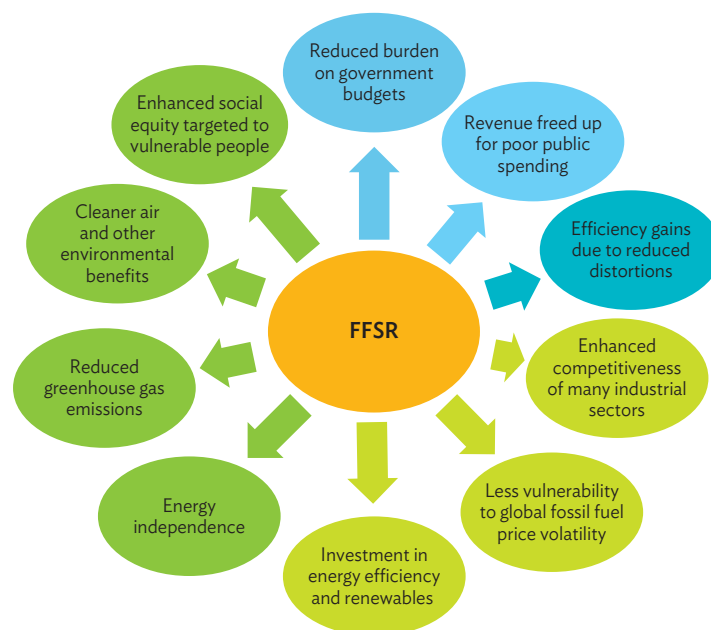 Reduced burden
on government
budgets
Revenue freed up
for poor public
spending
Efficiency gains
due to reduced
distortions
Enhanced
competitiveness
of many industrial
sectors
Less vulnerability
to global fossil fuel
price volatility
Investment in
energy efficiency
and renewables
Energy
independence
Reduced
greenhouse gas
emissions
Cleaner air
and other
environmental
benefits
Enhanced social
equity targeted to
vulnerable people
FFSR